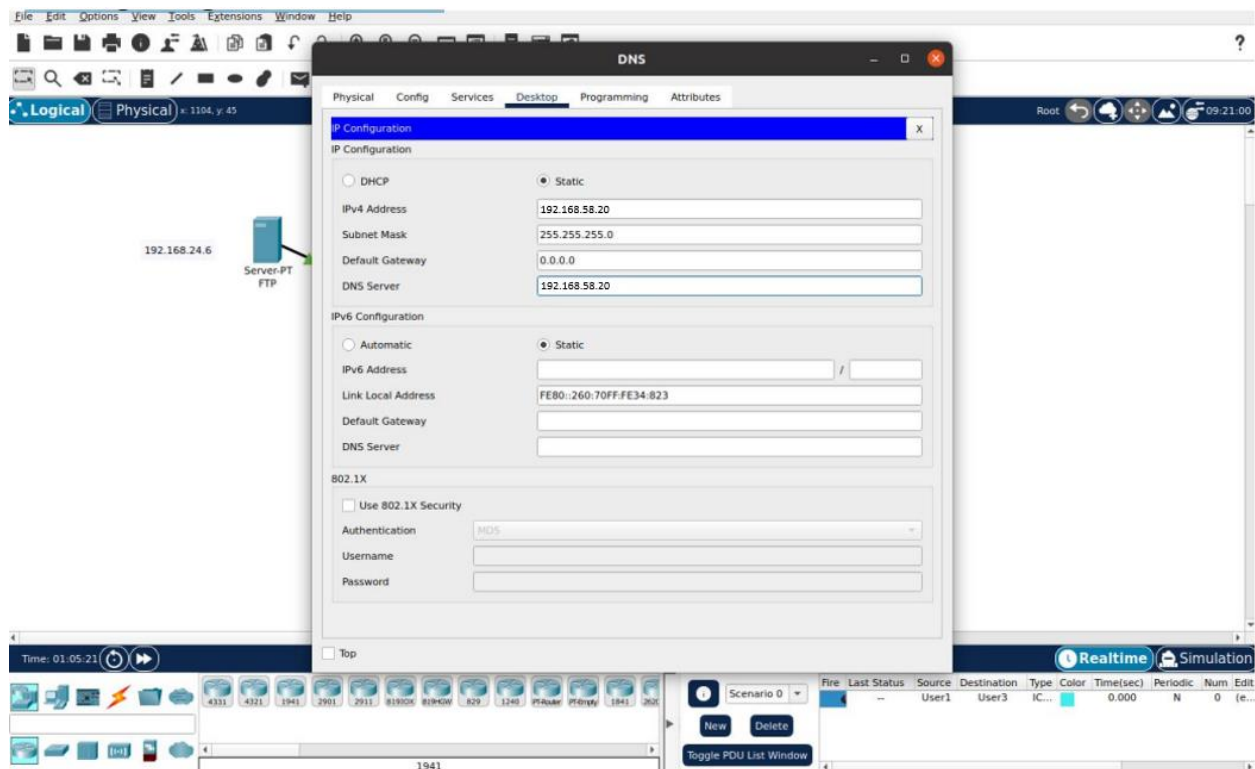 File Edit Options View Tools Extensions Window Help
?
DNS
Logical Physical x: 1104, y: 45
Root 09:21:00
Physical Config Services Desktop Programming Attributes
IP Configuration X
IP Configuration
DHCP Static
IPv4 Address 192.168.58.20
Subnet Mask 255.255.255.0
Default Gateway 0.0.0.0
DNS Server 192.168.58.20
192.168.24.6
Server-PT
FTP
IPv6 Configuration
Automatic Static
IPv6 Address /
Link Local Address FE80::260:70FF:FE34:823
Default Gateway
DNS Server
802.1X
Use 802.1X Security
Authentication MD5
Username
Password
Top
Time: 01:05:21
Realtime Simulation
4331 4321 1941 2901 2911 819IOX 819HGW 829 1240 PT-Router PT-Empty 1841
1941
Scenario 0
New Delete
Toggle PDU List Window
Fire Last Status Source Destination Type Color Time(sec) Periodic Num Edit
-- User1 User3 IC... 0.000 N 0 (e...